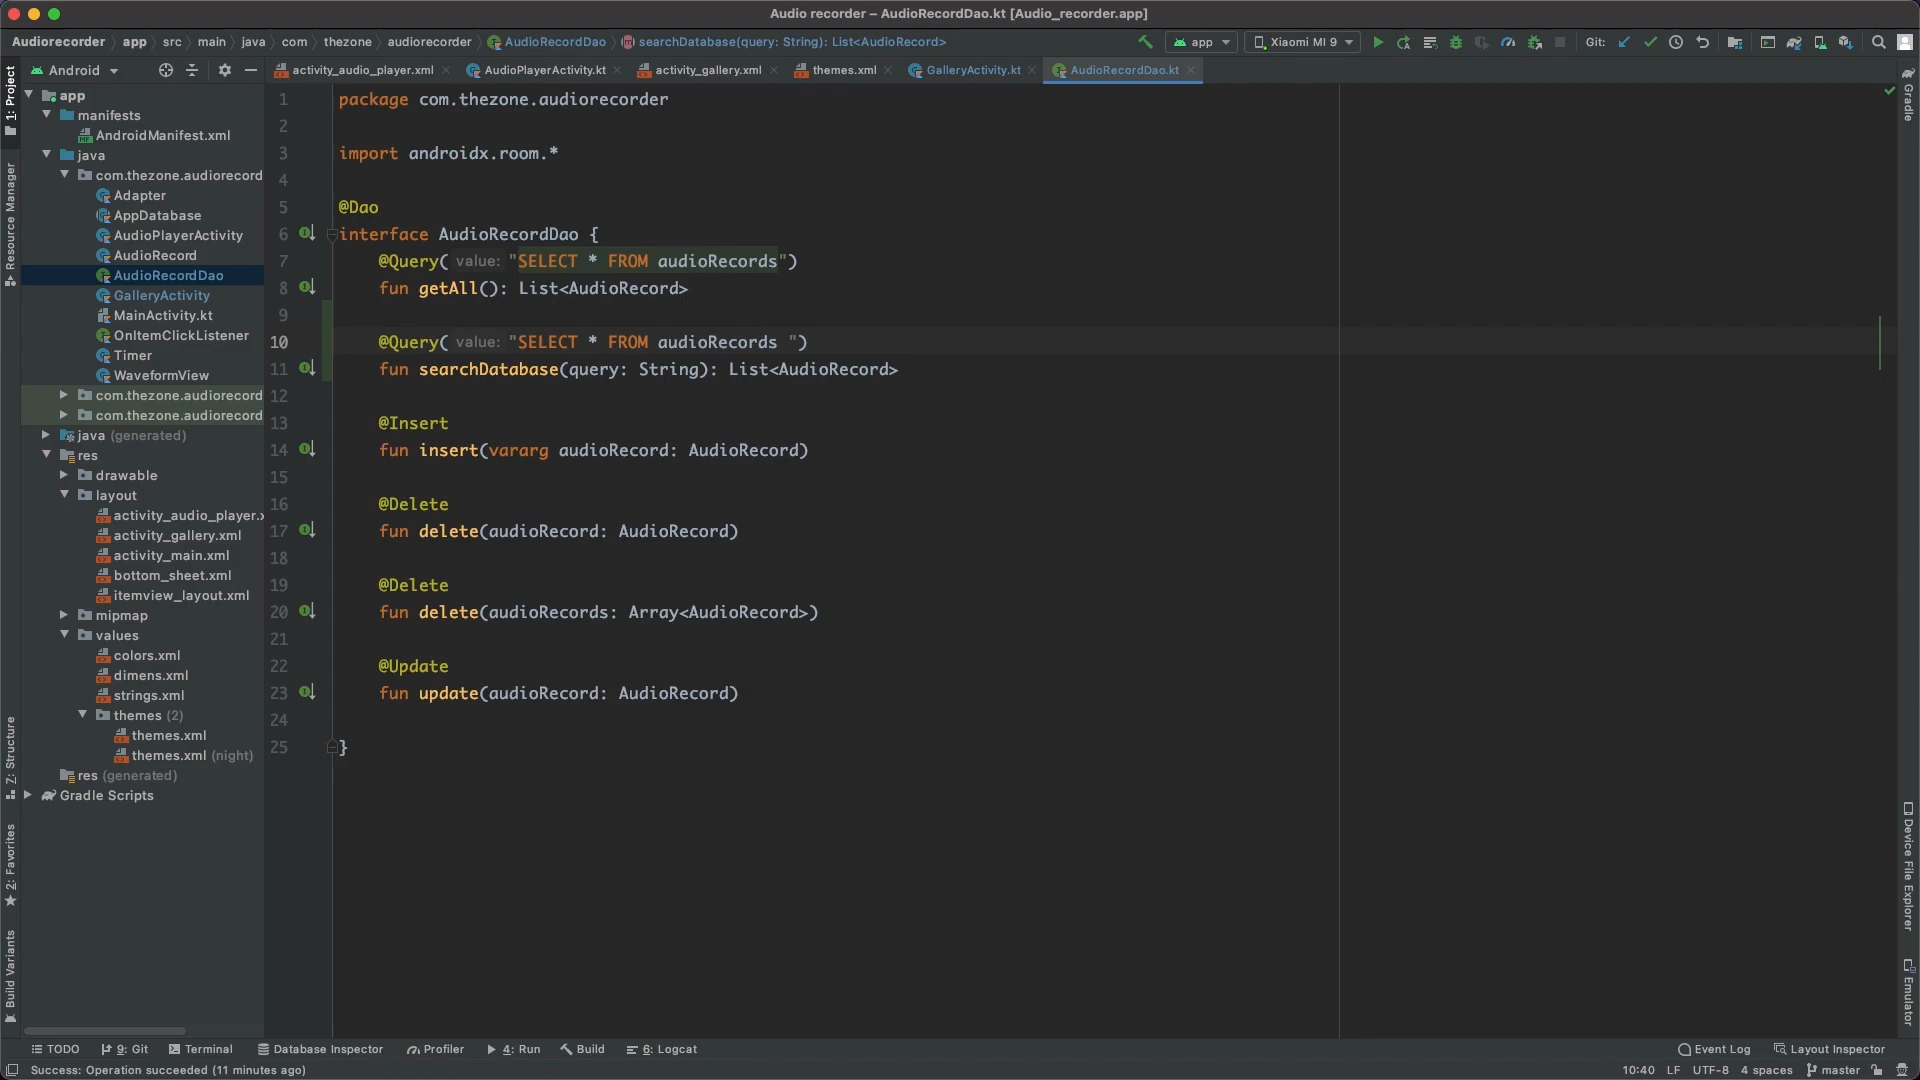 Audio recorder – AudioRecordDao.kt [Audio_recorder.app]
Audiorecorder app src main java com thezone audiorecorder AudioRecordDao searchDatabase(query: String): List<AudioRecord> app Xiaomi MI 9 Git:
Android activity_audio_player.xml AudioPlayerActivity.kt activity_gallery.xml themes.xml GalleryActivity.kt AudioRecordDao.kt
1: Project
Resource Manager
Z: Structure
2: Favorites
Build Variants
app
manifests
AndroidManifest.xml
java
com.thezone.audiorecord
Adapter
AppDatabase
AudioPlayerActivity
AudioRecord
AudioRecordDao
GalleryActivity
MainActivity.kt
OnItemClickListener
Timer
WaveformView
com.thezone.audiorecord
com.thezone.audiorecord
java (generated)
res
drawable
layout
activity_audio_player.x
activity_gallery.xml
activity_main.xml
bottom_sheet.xml
itemview_layout.xml
mipmap
values
colors.xml
dimens.xml
strings.xml
themes (2)
themes.xml
themes.xml (night)
res (generated)
Gradle Scripts
1 package com.thezone.audiorecorder
2
3 import androidx.room.*
4
5 @Dao
6 interface AudioRecordDao {
7 @Query( value: "SELECT * FROM audioRecords")
8 fun getAll(): List<AudioRecord>
9
10 @Query( value: "SELECT * FROM audioRecords ")
11 fun searchDatabase(query: String): List<AudioRecord>
12
13 @Insert
14 fun insert(vararg audioRecord: AudioRecord)
15
16 @Delete
17 fun delete(audioRecord: AudioRecord)
18
19 @Delete
20 fun delete(audioRecords: Array<AudioRecord>)
21
22 @Update
23 fun update(audioRecord: AudioRecord)
24
25 }
Gradle
Device File Explorer
Emulator
TODO 9: Git Terminal Database Inspector Profiler 4: Run Build 6: Logcat Event Log Layout Inspector
Success: Operation succeeded (11 minutes ago) 10:40 LF UTF-8 4 spaces master